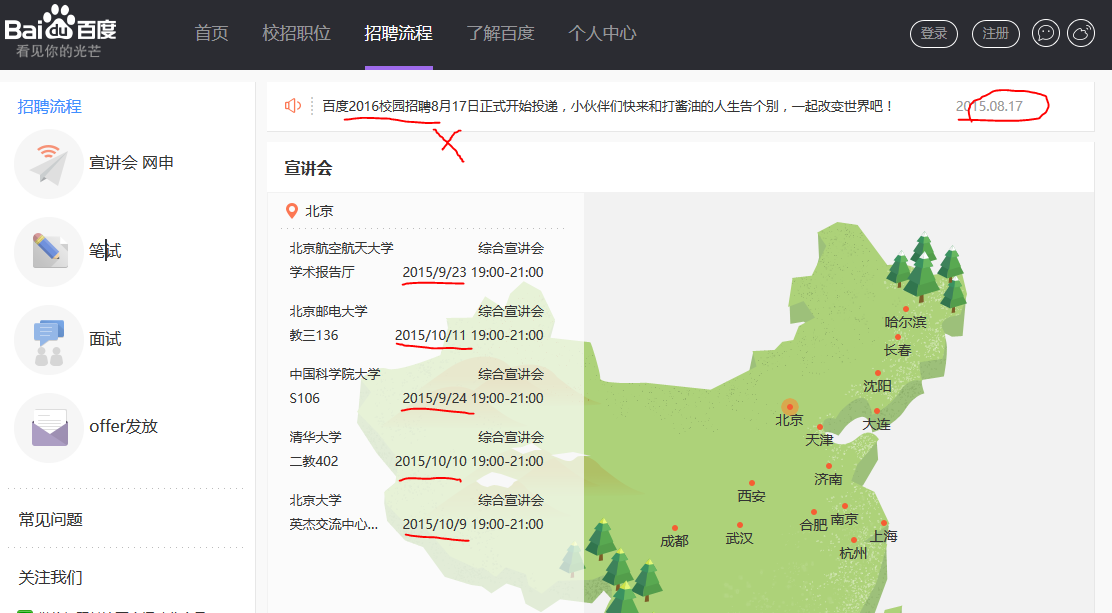 Bai du 百度
看见你的光芒
首页 校招职位 招聘流程 了解百度 个人中心 登录 注册
招聘流程
宣讲会 网申
笔试
面试
offer发放
常见问题
关注我们
百度2016校园招聘8月17日正式开始投递，小伙伴们快来和打酱油的人生告个别，一起改变世界吧！ 2015.08.17
宣讲会
北京
北京航空航天大学 综合宣讲会
学术报告厅 2015/9/23 19:00-21:00
北京邮电大学 综合宣讲会
教三136 2015/10/11 19:00-21:00
中国科学院大学 综合宣讲会
S106 2015/9/24 19:00-21:00
清华大学 综合宣讲会
二教402 2015/10/10 19:00-21:00
北京大学 综合宣讲会
英杰交流中心... 2015/10/9 19:00-21:00
哈尔滨
长春
沈阳
北京
大连
天津
济南
西安
合肥
南京
成都
武汉
上海
杭州